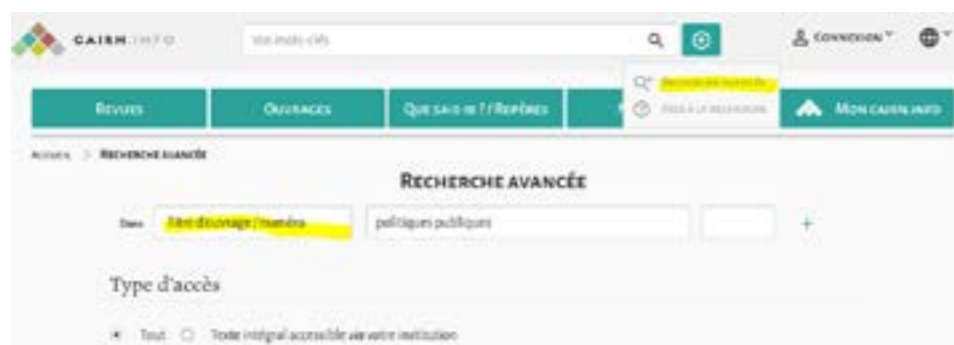 CAIRN.INFO Vos mots-clés CONNEXION
RECHERCHE AVANCÉE
AIDE À LA RECHERCHE
REVUES OUVRAGES QUE SAIS-JE ? / REPÈRES MON CAIRN.INFO
ACCUEIL > RECHERCHE AVANCÉE
RECHERCHE AVANCÉE
Dans Titre d'ouvrage / numéro politiques publiques +
Type d'accès
Tout Texte intégral accessible via votre institution